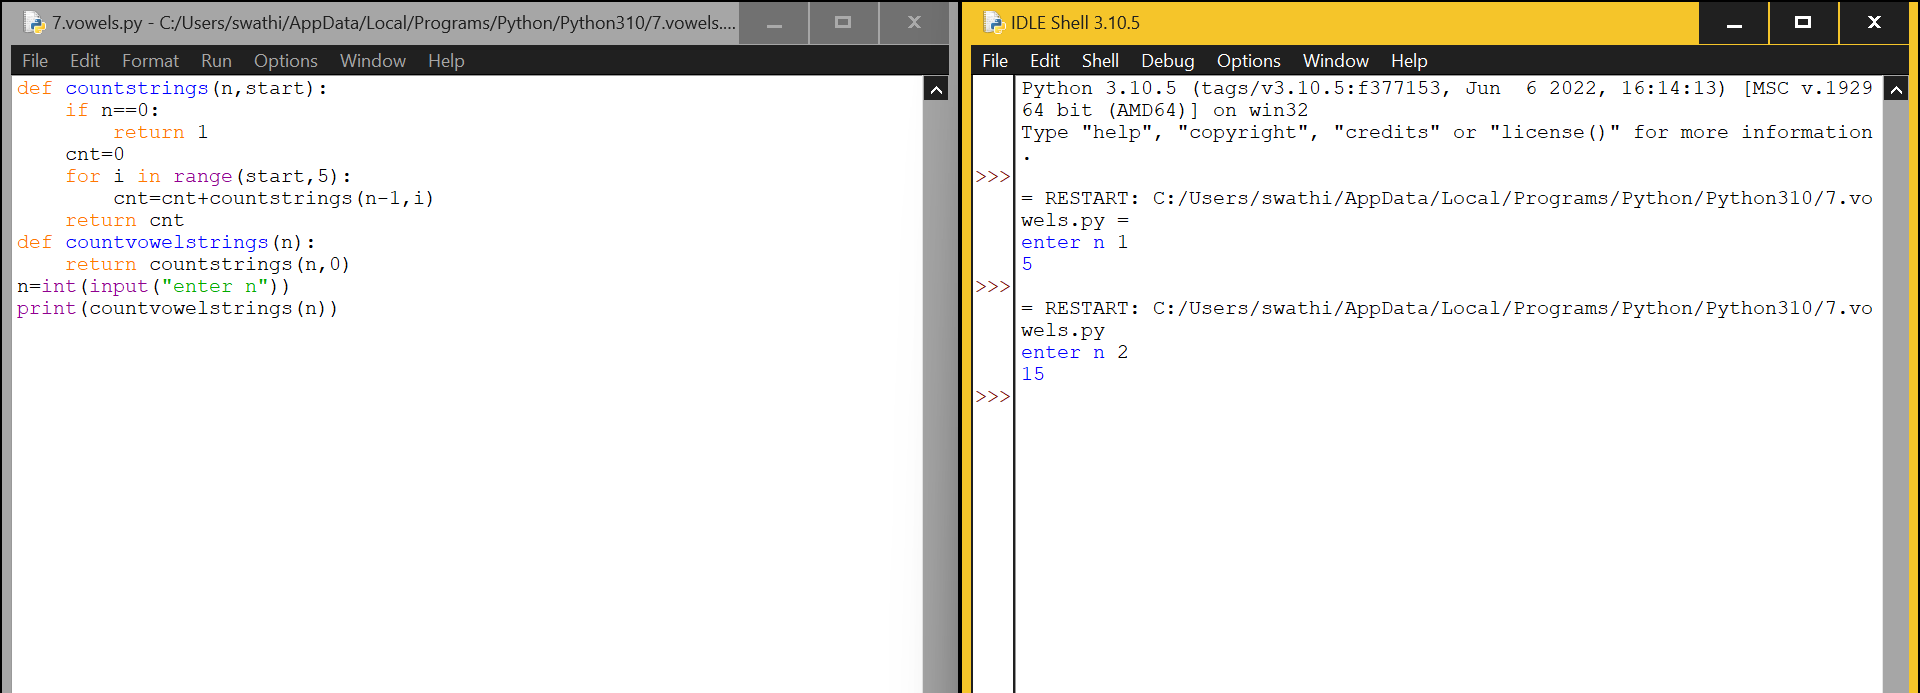 7.vowels.py - C:/Users/swathi/AppData/Local/Programs/Python/Python310/7.vowels....
File Edit Format Run Options Window Help
def countstrings(n,start):
    if n==0:
        return 1
    cnt=0
    for i in range(start,5):
        cnt=cnt+countstrings(n-1,i)
    return cnt
def countvowelstrings(n):
    return countstrings(n,0)
n=int(input("enter n"))
print(countvowelstrings(n))
IDLE Shell 3.10.5
File Edit Shell Debug Options Window Help
Python 3.10.5 (tags/v3.10.5:f377153, Jun  6 2022, 16:14:13) [MSC v.1929
64 bit (AMD64)] on win32
Type "help", "copyright", "credits" or "license()" for more information
.
>>>
= RESTART: C:/Users/swathi/AppData/Local/Programs/Python/Python310/7.vo
wels.py =
enter n 1
5
>>>
= RESTART: C:/Users/swathi/AppData/Local/Programs/Python/Python310/7.vo
wels.py
enter n 2
15
>>>